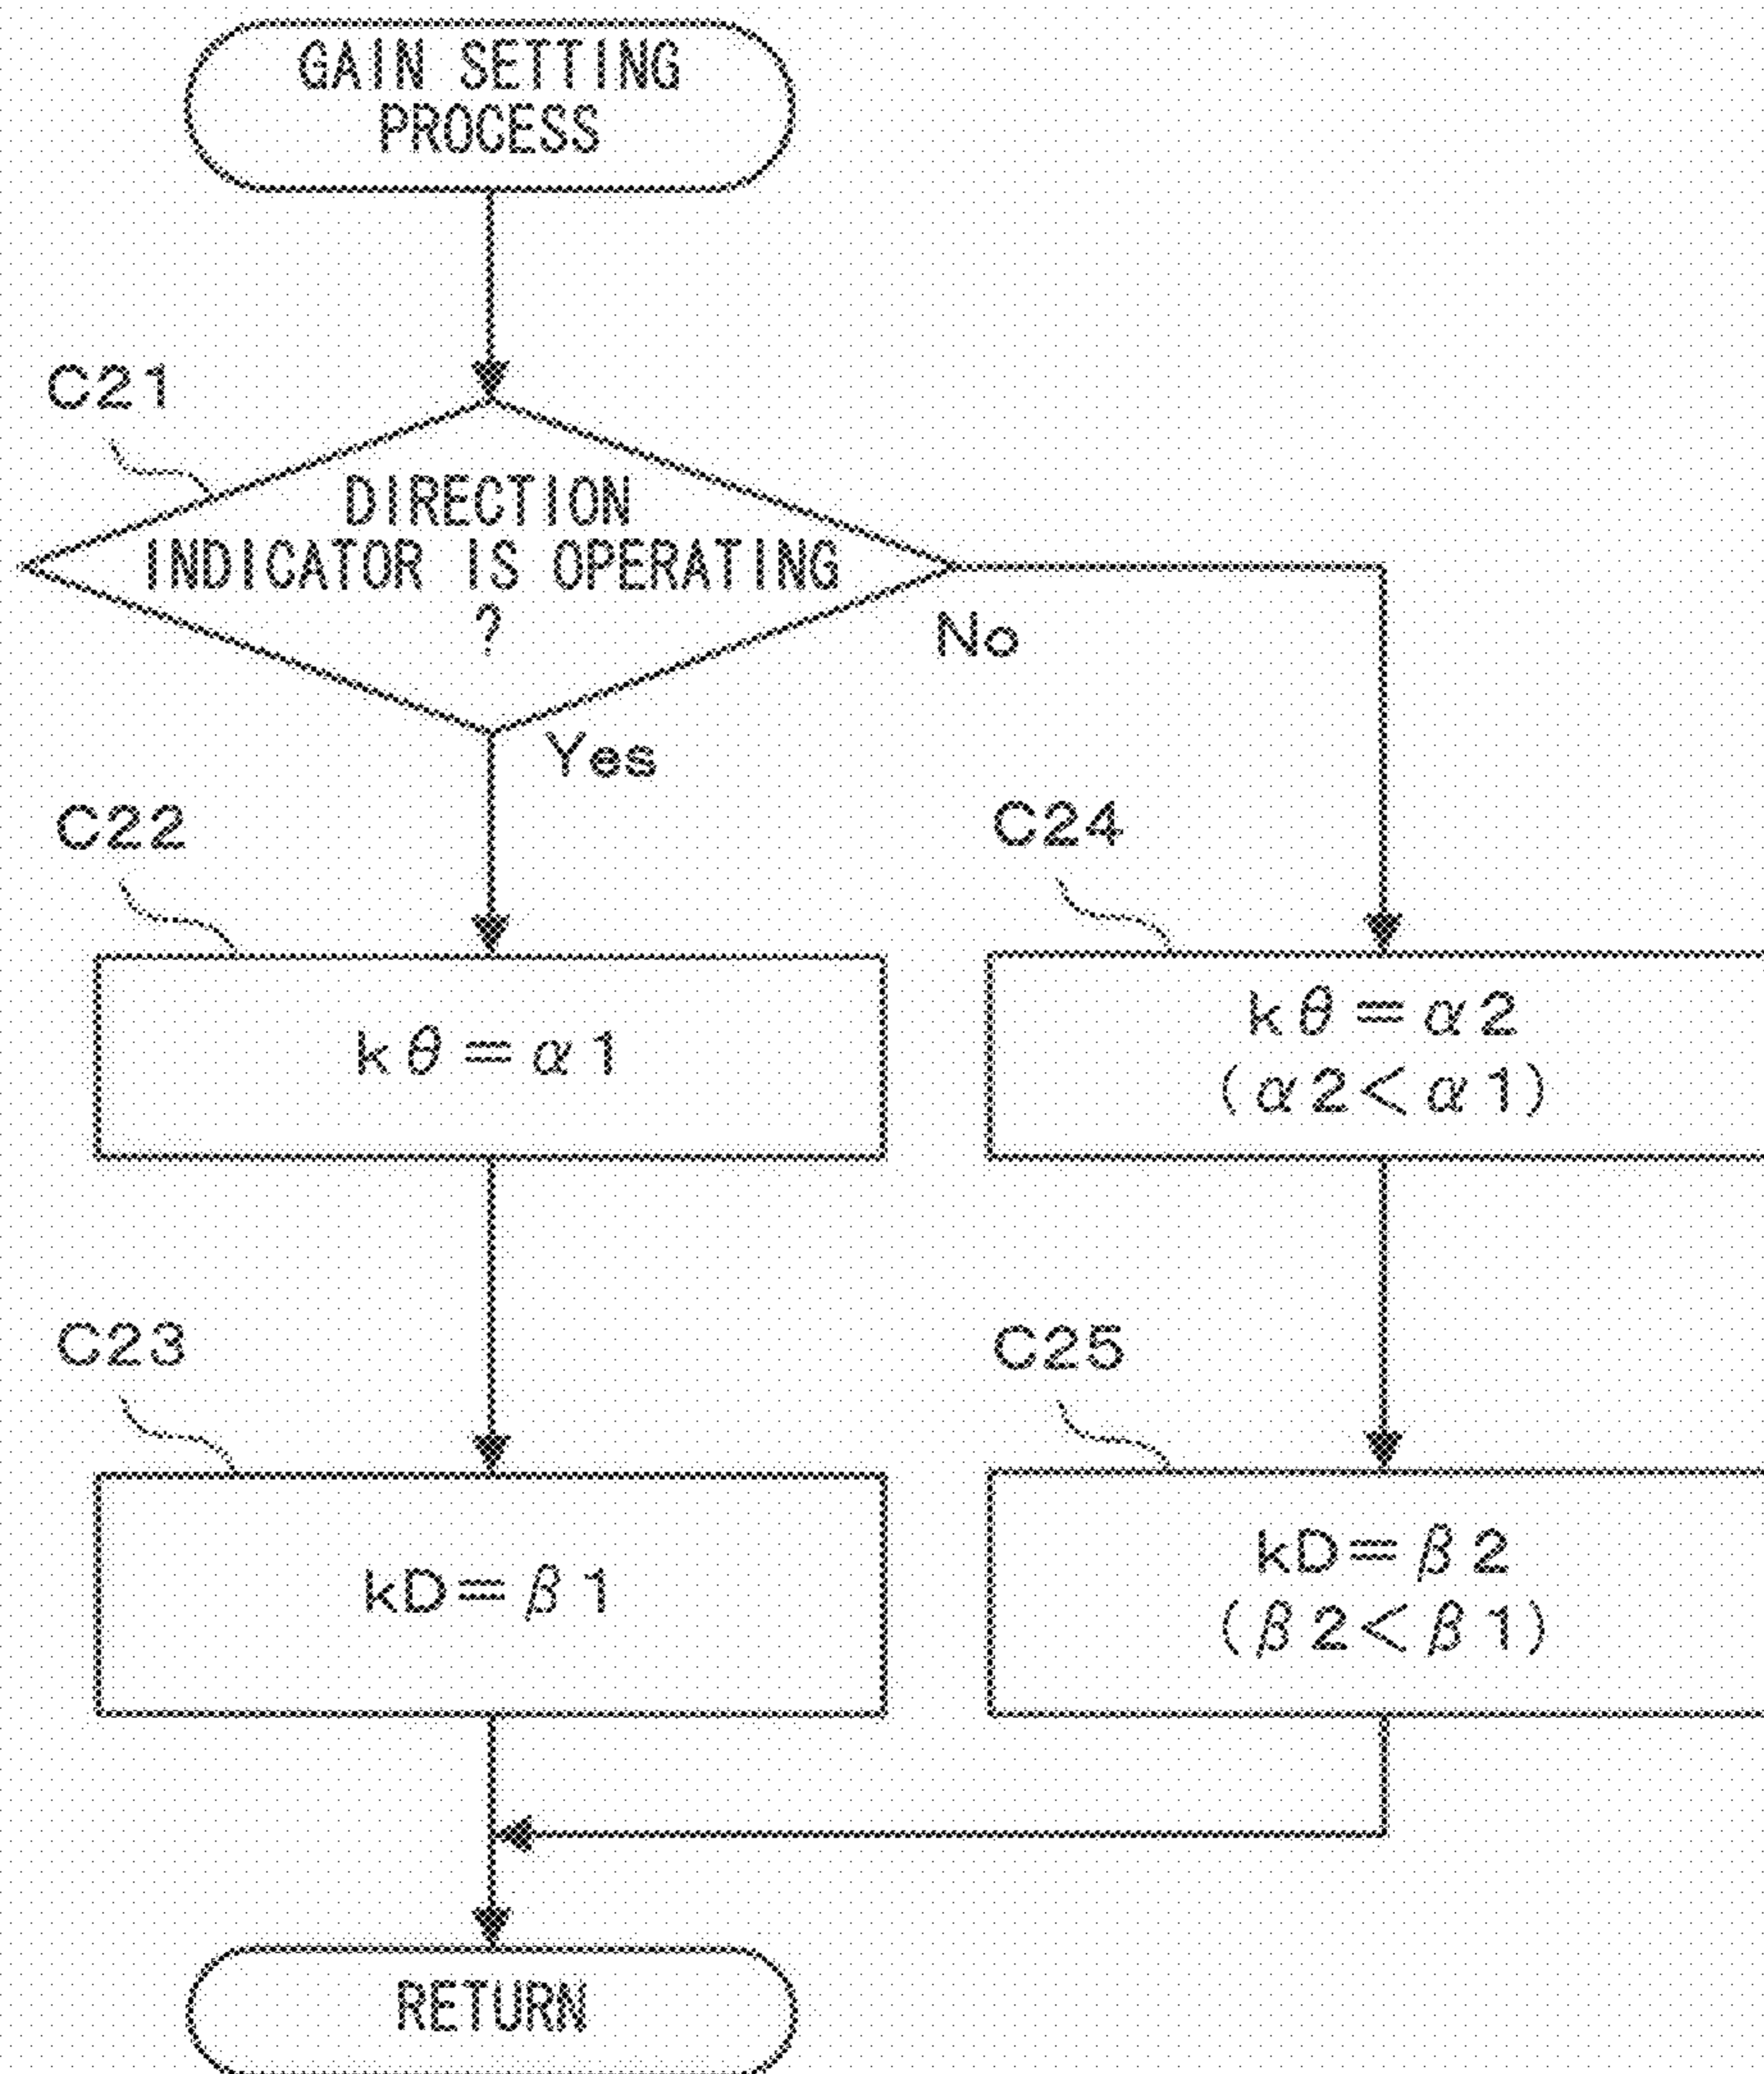 GAIN SETTING
PROCESS
C21
DIRECTION
INDICATOR IS OPERATING
?
No
Yes
C22
C24
kθ=α1
kθ=α2
(α2<α1)
C23
C25
kD=β1
kD=β2
(β2<β1)
RETURN